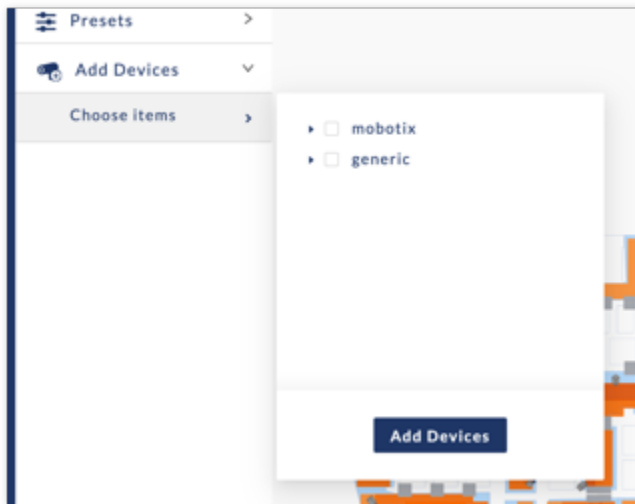 Presets
Add Devices
Choose items
mobotix
generic
Add Devices